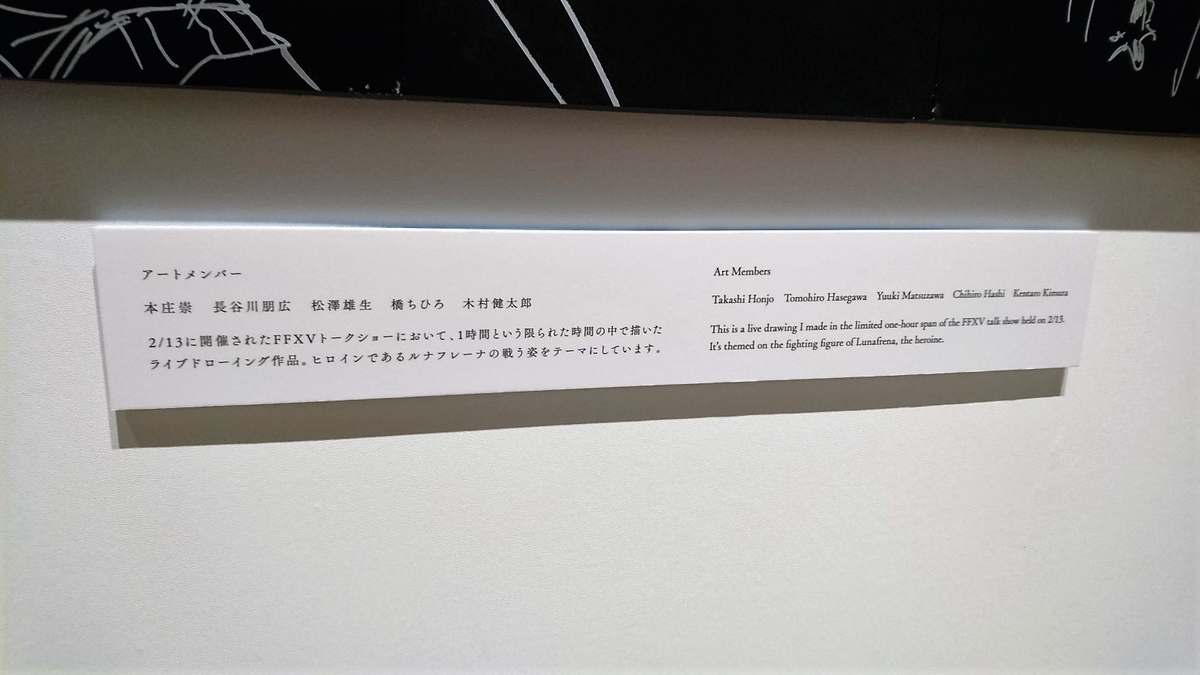 アートメンバー
本庄崇 長谷川朋広 松澤雄生 橋ちひろ 木村健太郎
2/13に開催されたFFXVトークショーにおいて、1時間という限られた時間の中で描いた
ライブドローイング作品。ヒロインであるルナフレーナの戦う姿をテーマにしています。
Art Members
Takashi Honjo Tomohiro Hasegawa Yuuki Matsuzawa Chihiro Hashi Kentaro Kimura
This is a live drawing I made in the limited one-hour span of the FFXV talk show held on 2/13.
It's themed on the fighting figure of Lunafrena, the heroine.